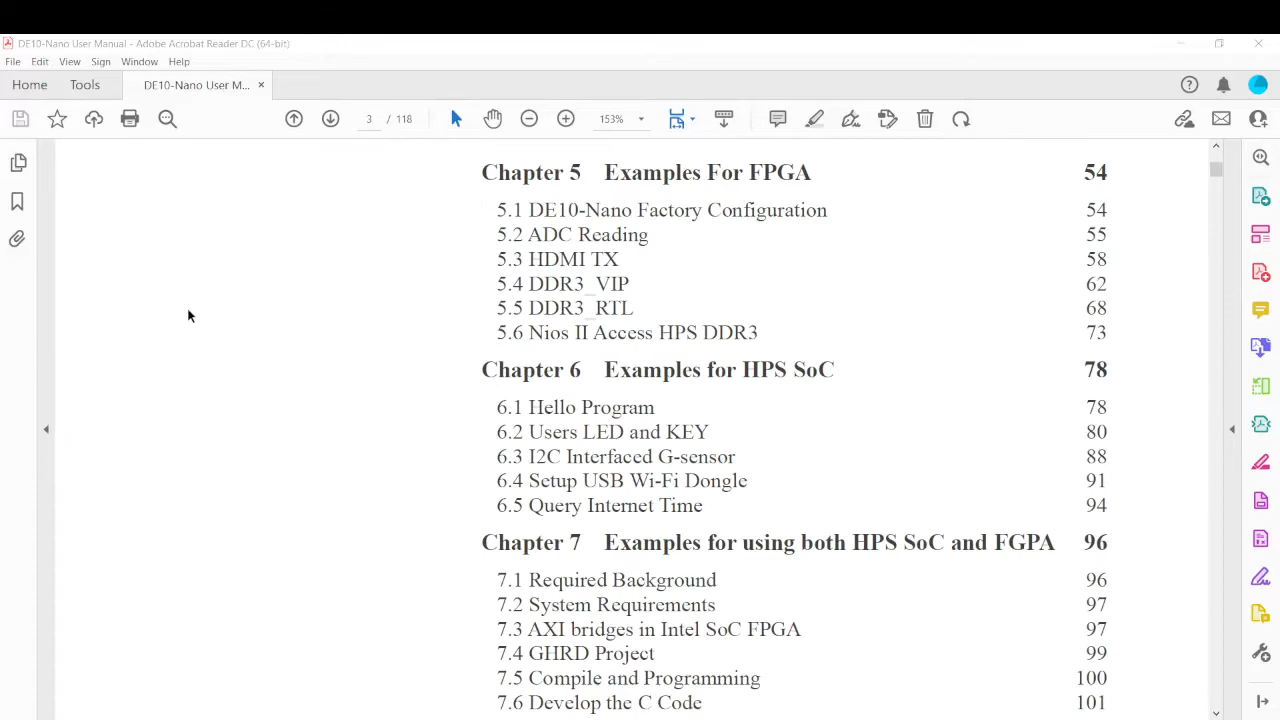 DE10-Nano User Manual - Adobe Acrobat Reader DC (64-bit)
File Edit View Sign Window Help
Home Tools DE10-Nano User M... ×
3 / 118 153%
Chapter 5 Examples For FPGA 54
5.1 DE10-Nano Factory Configuration 54
5.2 ADC Reading 55
5.3 HDMI TX 58
5.4 DDR3_VIP 62
5.5 DDR3_RTL 68
5.6 Nios II Access HPS DDR3 73
Chapter 6 Examples for HPS SoC 78
6.1 Hello Program 78
6.2 Users LED and KEY 80
6.3 I2C Interfaced G-sensor 88
6.4 Setup USB Wi-Fi Dongle 91
6.5 Query Internet Time 94
Chapter 7 Examples for using both HPS SoC and FGPA 96
7.1 Required Background 96
7.2 System Requirements 97
7.3 AXI bridges in Intel SoC FPGA 97
7.4 GHRD Project 99
7.5 Compile and Programming 100
7.6 Develop the C Code 101